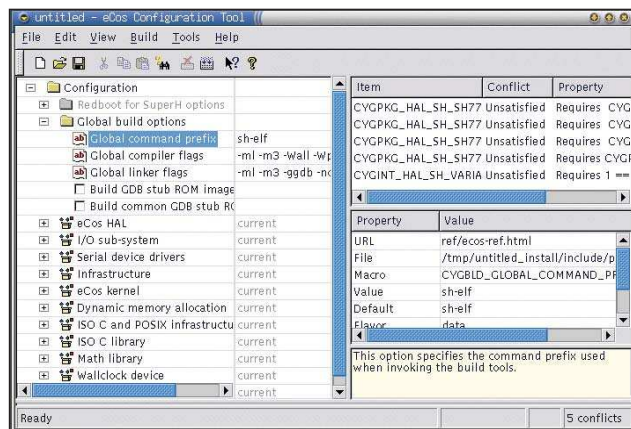 untitled - eCos Configuration Tool
File Edit View Build Tools Help
Configuration
Redboot for SuperH options
Global build options
Global command prefix sh-elf
Global compiler flags -ml -m3 -Wall -Wp
Global linker flags -ml -m3 -ggdb -no
Build GDB stub ROM image
Build common GDB stub RO
eCos HAL current
I/O sub-system current
Serial device drivers current
Infrastructure current
eCos kernel current
Dynamic memory allocation current
ISO C and POSIX infrastructu current
ISO C library current
Math library current
Wallclock device current
current
Item Conflict Property
CYGPKG_HAL_SH_SH77 Unsatisfied Requires CYG
CYGPKG_HAL_SH_SH77 Unsatisfied Requires CYG
CYGPKG_HAL_SH_SH77 Unsatisfied Requires CYG
CYGPKG_HAL_SH_SH77 Unsatisfied Requires CYGP
CYGINT_HAL_SH_VARIA Unsatisfied Requires 1 ==
Property Value
URL ref/ecos-ref.html
File /tmp/untitled_install/include/p
Macro CYGBLD_GLOBAL_COMMAND_PR
Value sh-elf
Default sh-elf
Flavor data
This option specifies the command prefix used
when invoking the build tools.
Ready 5 conflicts